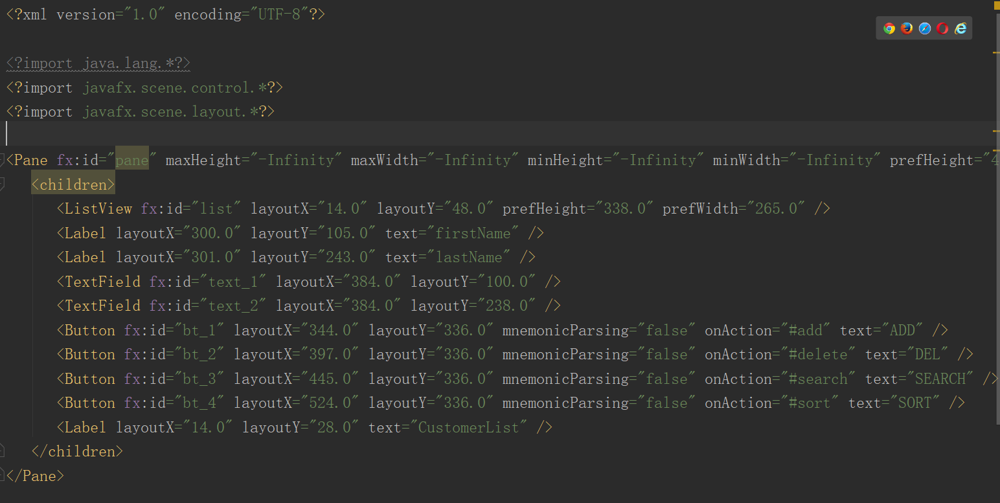 <?xml version="1.0" encoding="UTF-8"?>
<?import java.lang.*?>
<?import javafx.scene.control.*?>
<?import javafx.scene.layout.*?>
<Pane fx:id="pane" maxHeight="-Infinity" maxWidth="-Infinity" minHeight="-Infinity" minWidth="-Infinity" prefHeight="4
<children>
<ListView fx:id="list" layoutX="14.0" layoutY="48.0" prefHeight="338.0" prefWidth="265.0" />
<Label layoutX="300.0" layoutY="105.0" text="firstName" />
<Label layoutX="301.0" layoutY="243.0" text="lastName" />
<TextField fx:id="text_1" layoutX="384.0" layoutY="100.0" />
<TextField fx:id="text_2" layoutX="384.0" layoutY="238.0" />
<Button fx:id="bt_1" layoutX="344.0" layoutY="336.0" mnemonicParsing="false" onAction="#add" text="ADD" />
<Button fx:id="bt_2" layoutX="397.0" layoutY="336.0" mnemonicParsing="false" onAction="#delete" text="DEL" />
<Button fx:id="bt_3" layoutX="445.0" layoutY="336.0" mnemonicParsing="false" onAction="#search" text="SEARCH" />
<Button fx:id="bt_4" layoutX="524.0" layoutY="336.0" mnemonicParsing="false" onAction="#sort" text="SORT" />
<Label layoutX="14.0" layoutY="28.0" text="CustomerList" />
</children>
</Pane>